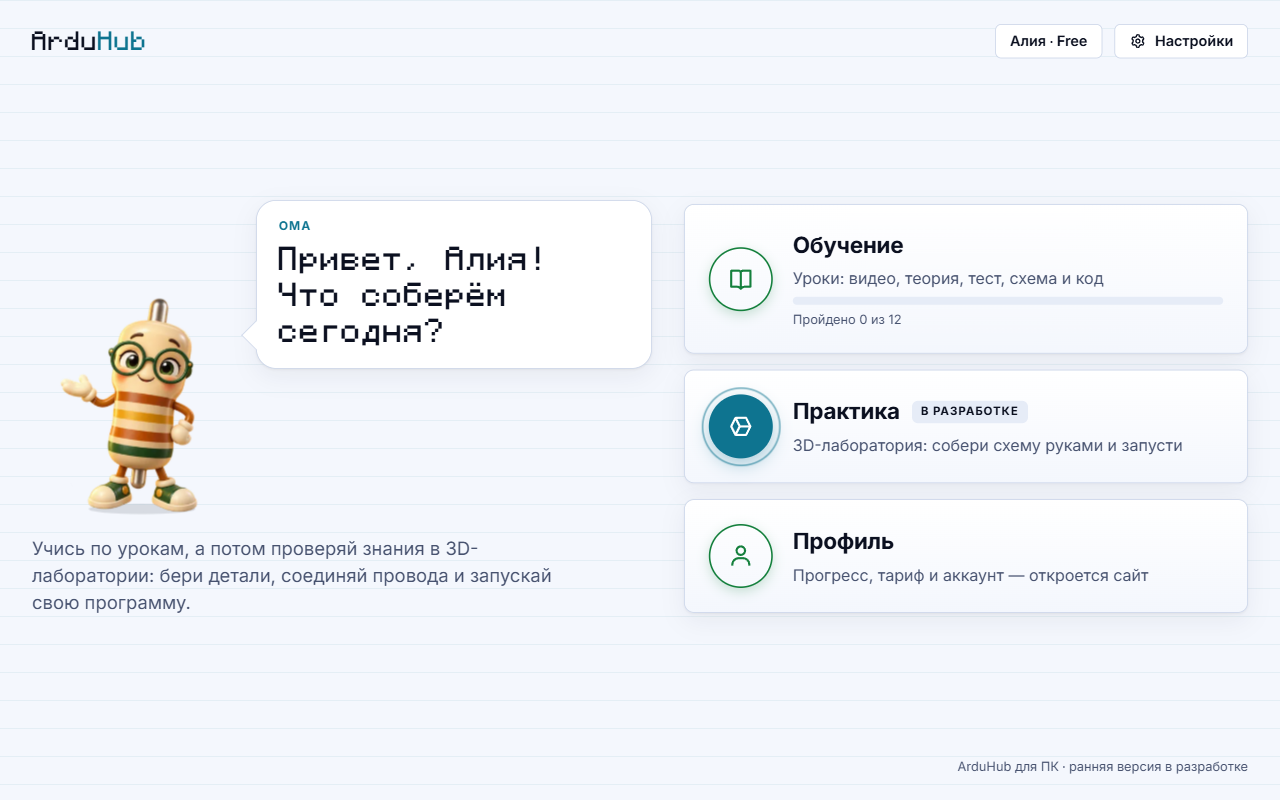 ArduHub
Алия · Free
Настройки
ОМА
Привет, Алия!
Что соберём
сегодня?
Учись по урокам, а потом проверяй знания в 3D-
лаборатории: бери детали, соединяй провода и запускай
свою программу.
Обучение
Уроки: видео, теория, тест, схема и код
Пройдено 0 из 12
Практика
В РАЗРАБОТКЕ
3D-лаборатория: собери схему руками и запусти
Профиль
Прогресс, тариф и аккаунт — откроется сайт
ArduHub для ПК · ранняя версия в разработке